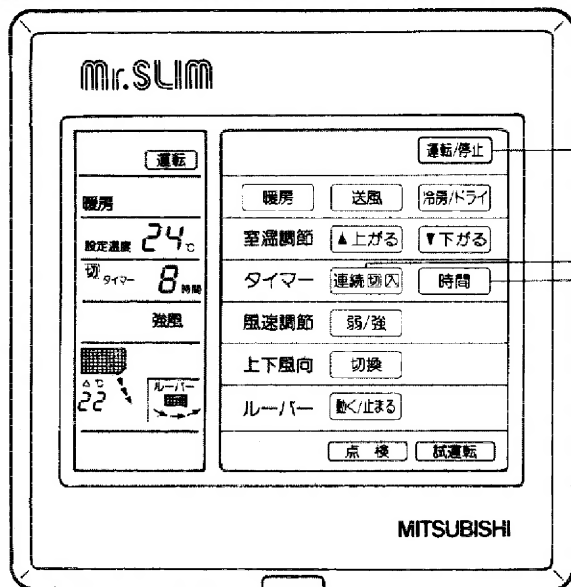 Mr.SLIM
運転
暖房
設定温度 24℃
切 タイマー 8 時間
強風
△℃
22
ルーバー
運転/停止
暖房 送風 冷房/ドライ
室温調節 ▲上がる ▼下がる
タイマー 連続切入 時間
風速調節 弱/強
上下風向 切換
ルーバー 動く/止まる
点検 試運転
MITSUBISHI